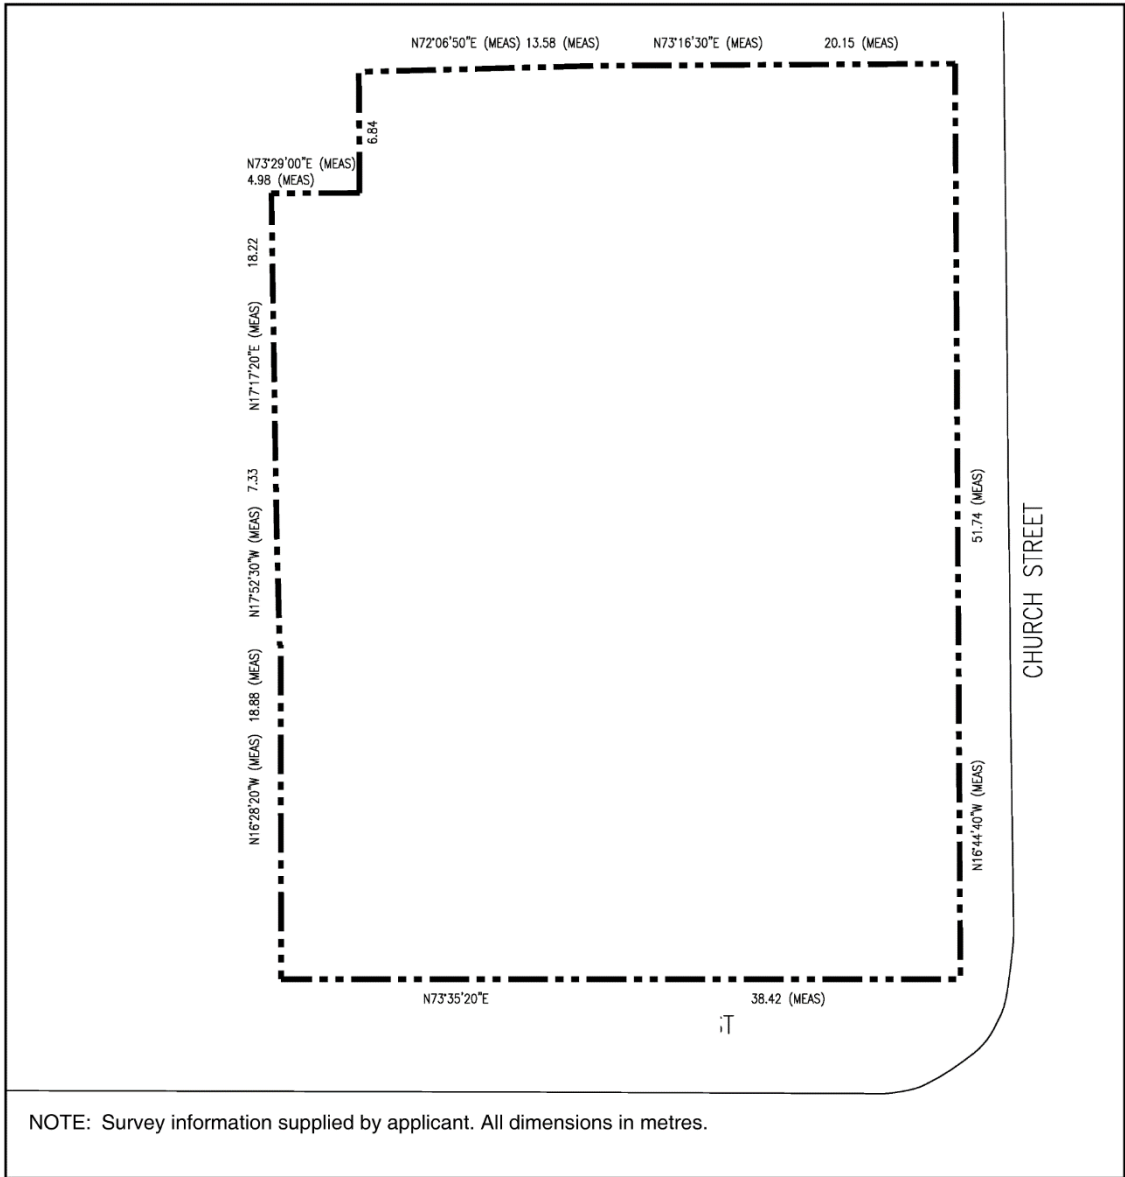 N72°06'50"E (MEAS) 13.58 (MEAS)
N73°16'30"E (MEAS)
20.15 (MEAS)
6.84
N73°29'00"E (MEAS)
4.98 (MEAS)
18.22
N17°17'20"E (MEAS)
7.33
N17°52'30"W (MEAS)
18.88 (MEAS)
N16°28'20"W (MEAS)
51.74 (MEAS)
CHURCH STREET
N16°44'40"W (MEAS)
N73°35'20"E
38.42 (MEAS)
NOTE: Survey information supplied by applicant. All dimensions in metres.